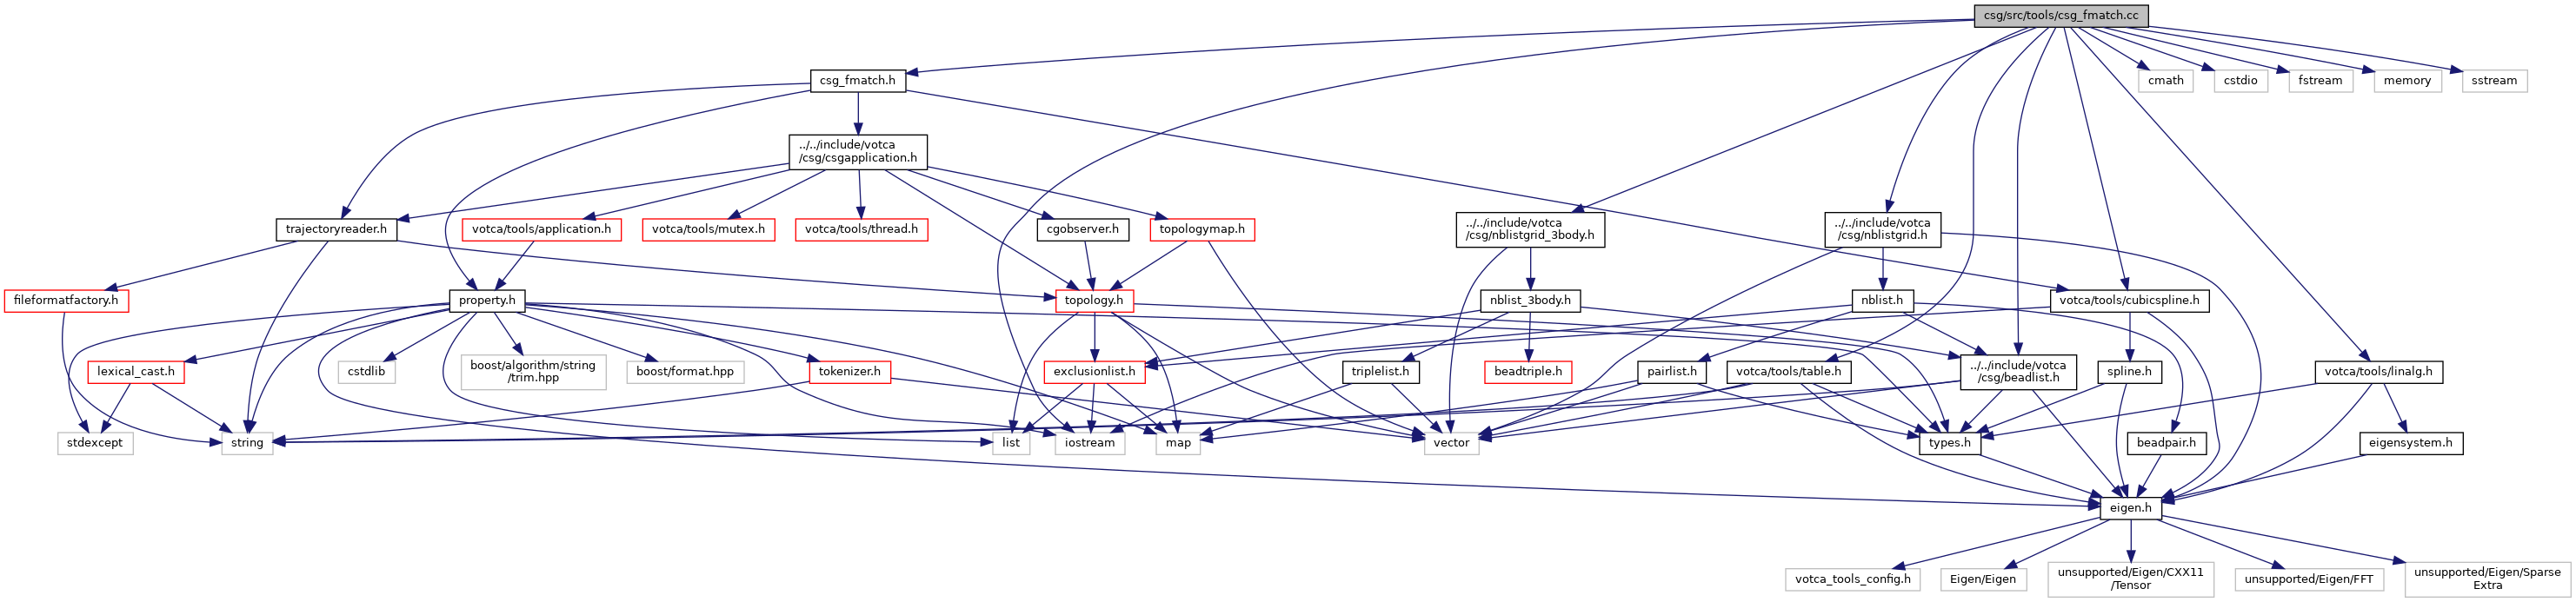 csg/src/tools/csg_fmatch.cc
csg_fmatch.h
cmath
cstdio
fstream
memory
sstream
../../include/votca
/csg/csgapplication.h
trajectoryreader.h
votca/tools/application.h
votca/tools/mutex.h
votca/tools/thread.h
cgobserver.h
topologymap.h
../../include/votca
/csg/nblistgrid_3body.h
../../include/votca
/csg/nblistgrid.h
fileformatfactory.h
property.h
topology.h
nblist_3body.h
nblist.h
votca/tools/cubicspline.h
lexical_cast.h
cstdlib
boost/algorithm/string
/trim.hpp
boost/format.hpp
tokenizer.h
exclusionlist.h
triplelist.h
beadtriple.h
pairlist.h
votca/tools/table.h
../../include/votca
/csg/beadlist.h
spline.h
votca/tools/linalg.h
stdexcept
string
list
iostream
map
vector
types.h
beadpair.h
eigensystem.h
eigen.h
votca_tools_config.h
Eigen/Eigen
unsupported/Eigen/CXX11
/Tensor
unsupported/Eigen/FFT
unsupported/Eigen/Sparse
Extra